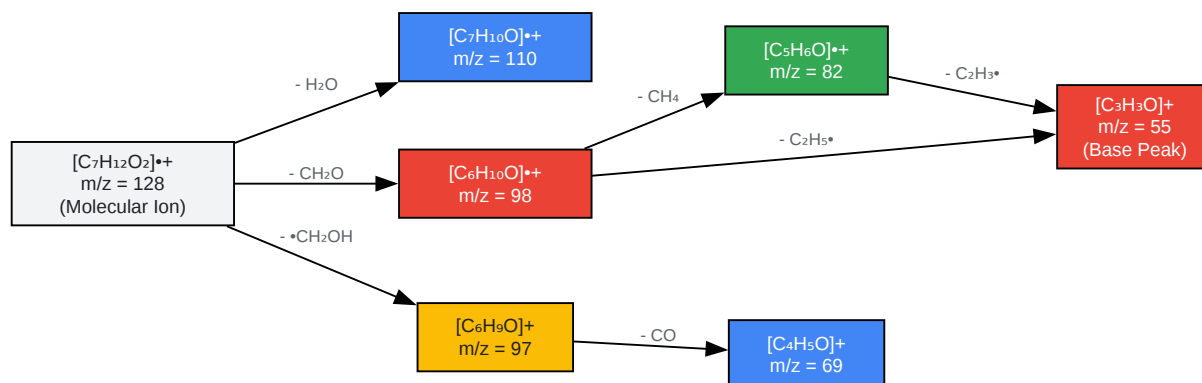 [C₇H₁₀O]•+
m/z = 110
[C₅H₆O]•+
m/z = 82
- H₂O
- C₂H₃•
- CH₄
[C₃H₃O]+
m/z = 55
(Base Peak)
- C₂H₅•
[C₇H₁₂O₂]•+
m/z = 128
(Molecular Ion)
- CH₂O
[C₆H₁₀O]•+
m/z = 98
- •CH₂OH
[C₆H₉O]+
m/z = 97
- CO
[C₄H₅O]+
m/z = 69